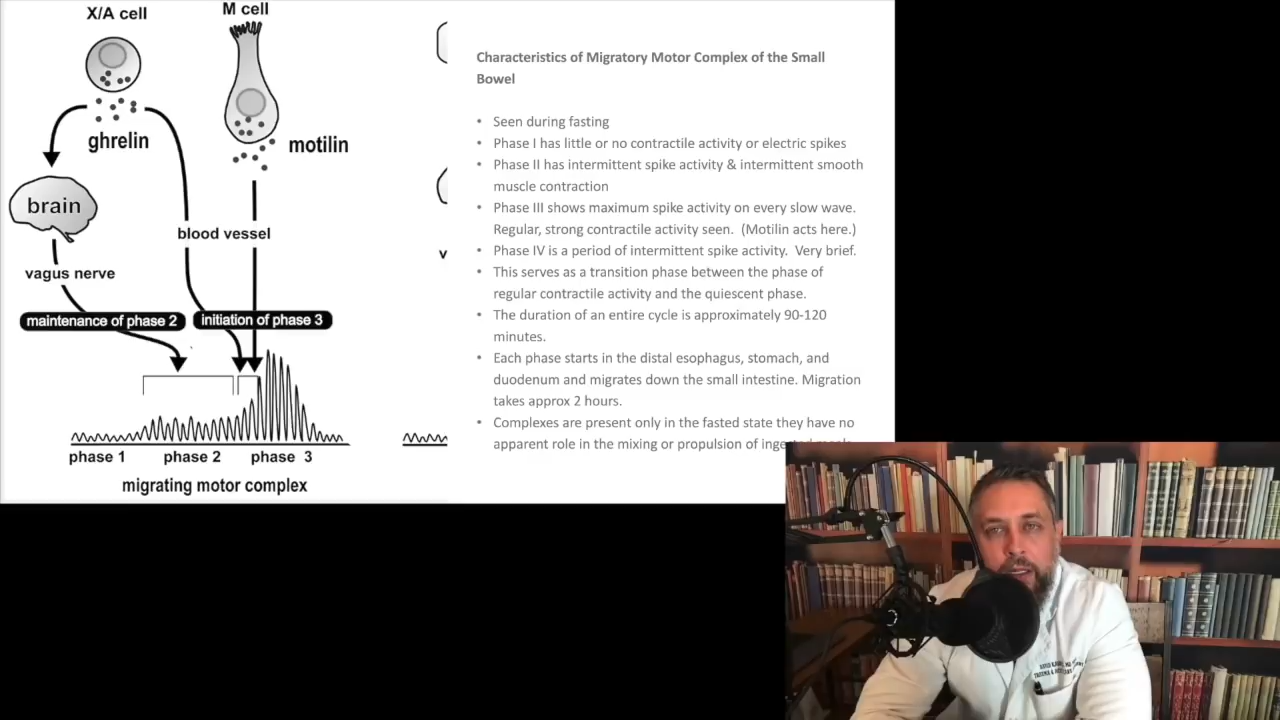 X/A cell
M cell
ghrelin
motilin
brain
blood vessel
vagus nerve
maintenance of phase 2
initiation of phase 3
phase 1
phase 2
phase 3
migrating motor complex
v
Characteristics of Migratory Motor Complex of the Small
Bowel
• Seen during fasting
• Phase I has little or no contractile activity or electric spikes
• Phase II has intermittent spike activity & intermittent smooth
muscle contraction
• Phase III shows maximum spike activity on every slow wave.
Regular, strong contractile activity seen. (Motilin acts here.)
• Phase IV is a period of intermittent spike activity. Very brief.
• This serves as a transition phase between the phase of
regular contractile activity and the quiescent phase.
• The duration of an entire cycle is approximately 90-120
minutes.
• Each phase starts in the distal esophagus, stomach, and
duodenum and migrates down the small intestine. Migration
takes approx 2 hours.
• Complexes are present only in the fasted state they have no
apparent role in the mixing or propulsion of